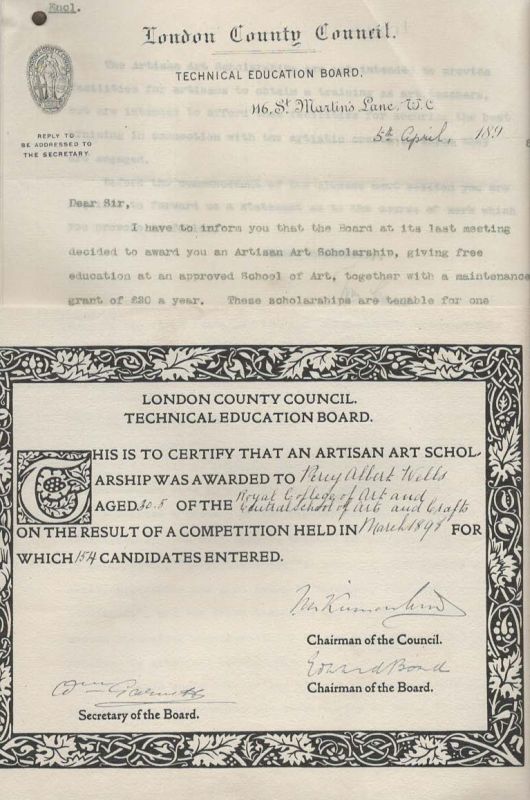 Encl.
London County Council.
TECHNICAL EDUCATION BOARD.
116, St Martin's Lane, W.C
REPLY TO
BE ADDRESSED TO
THE SECRETARY.
5th April, 189
Dear Sir,
I have to inform you that the Board at its last meeting
decided to award you an Artisan Art Scholarship, giving free
education at an approved School of Art, together with a maintenance
grant of £20 a year. These scholarships are tenable for one
LONDON COUNTY COUNCIL.
TECHNICAL EDUCATION BOARD.
THIS IS TO CERTIFY THAT AN ARTISAN ART SCHOL-
ARSHIP WAS AWARDED TO Percy Albert Wells
AGED 30.5 OF THE Royal College of Art and
Central School of Arts and Crafts
ON THE RESULT OF A COMPETITION HELD IN March 1898 FOR
WHICH 154 CANDIDATES ENTERED.
Chairman of the Council.
Edward Bond
Chairman of the Board.
Wm Garnett
Secretary of the Board.